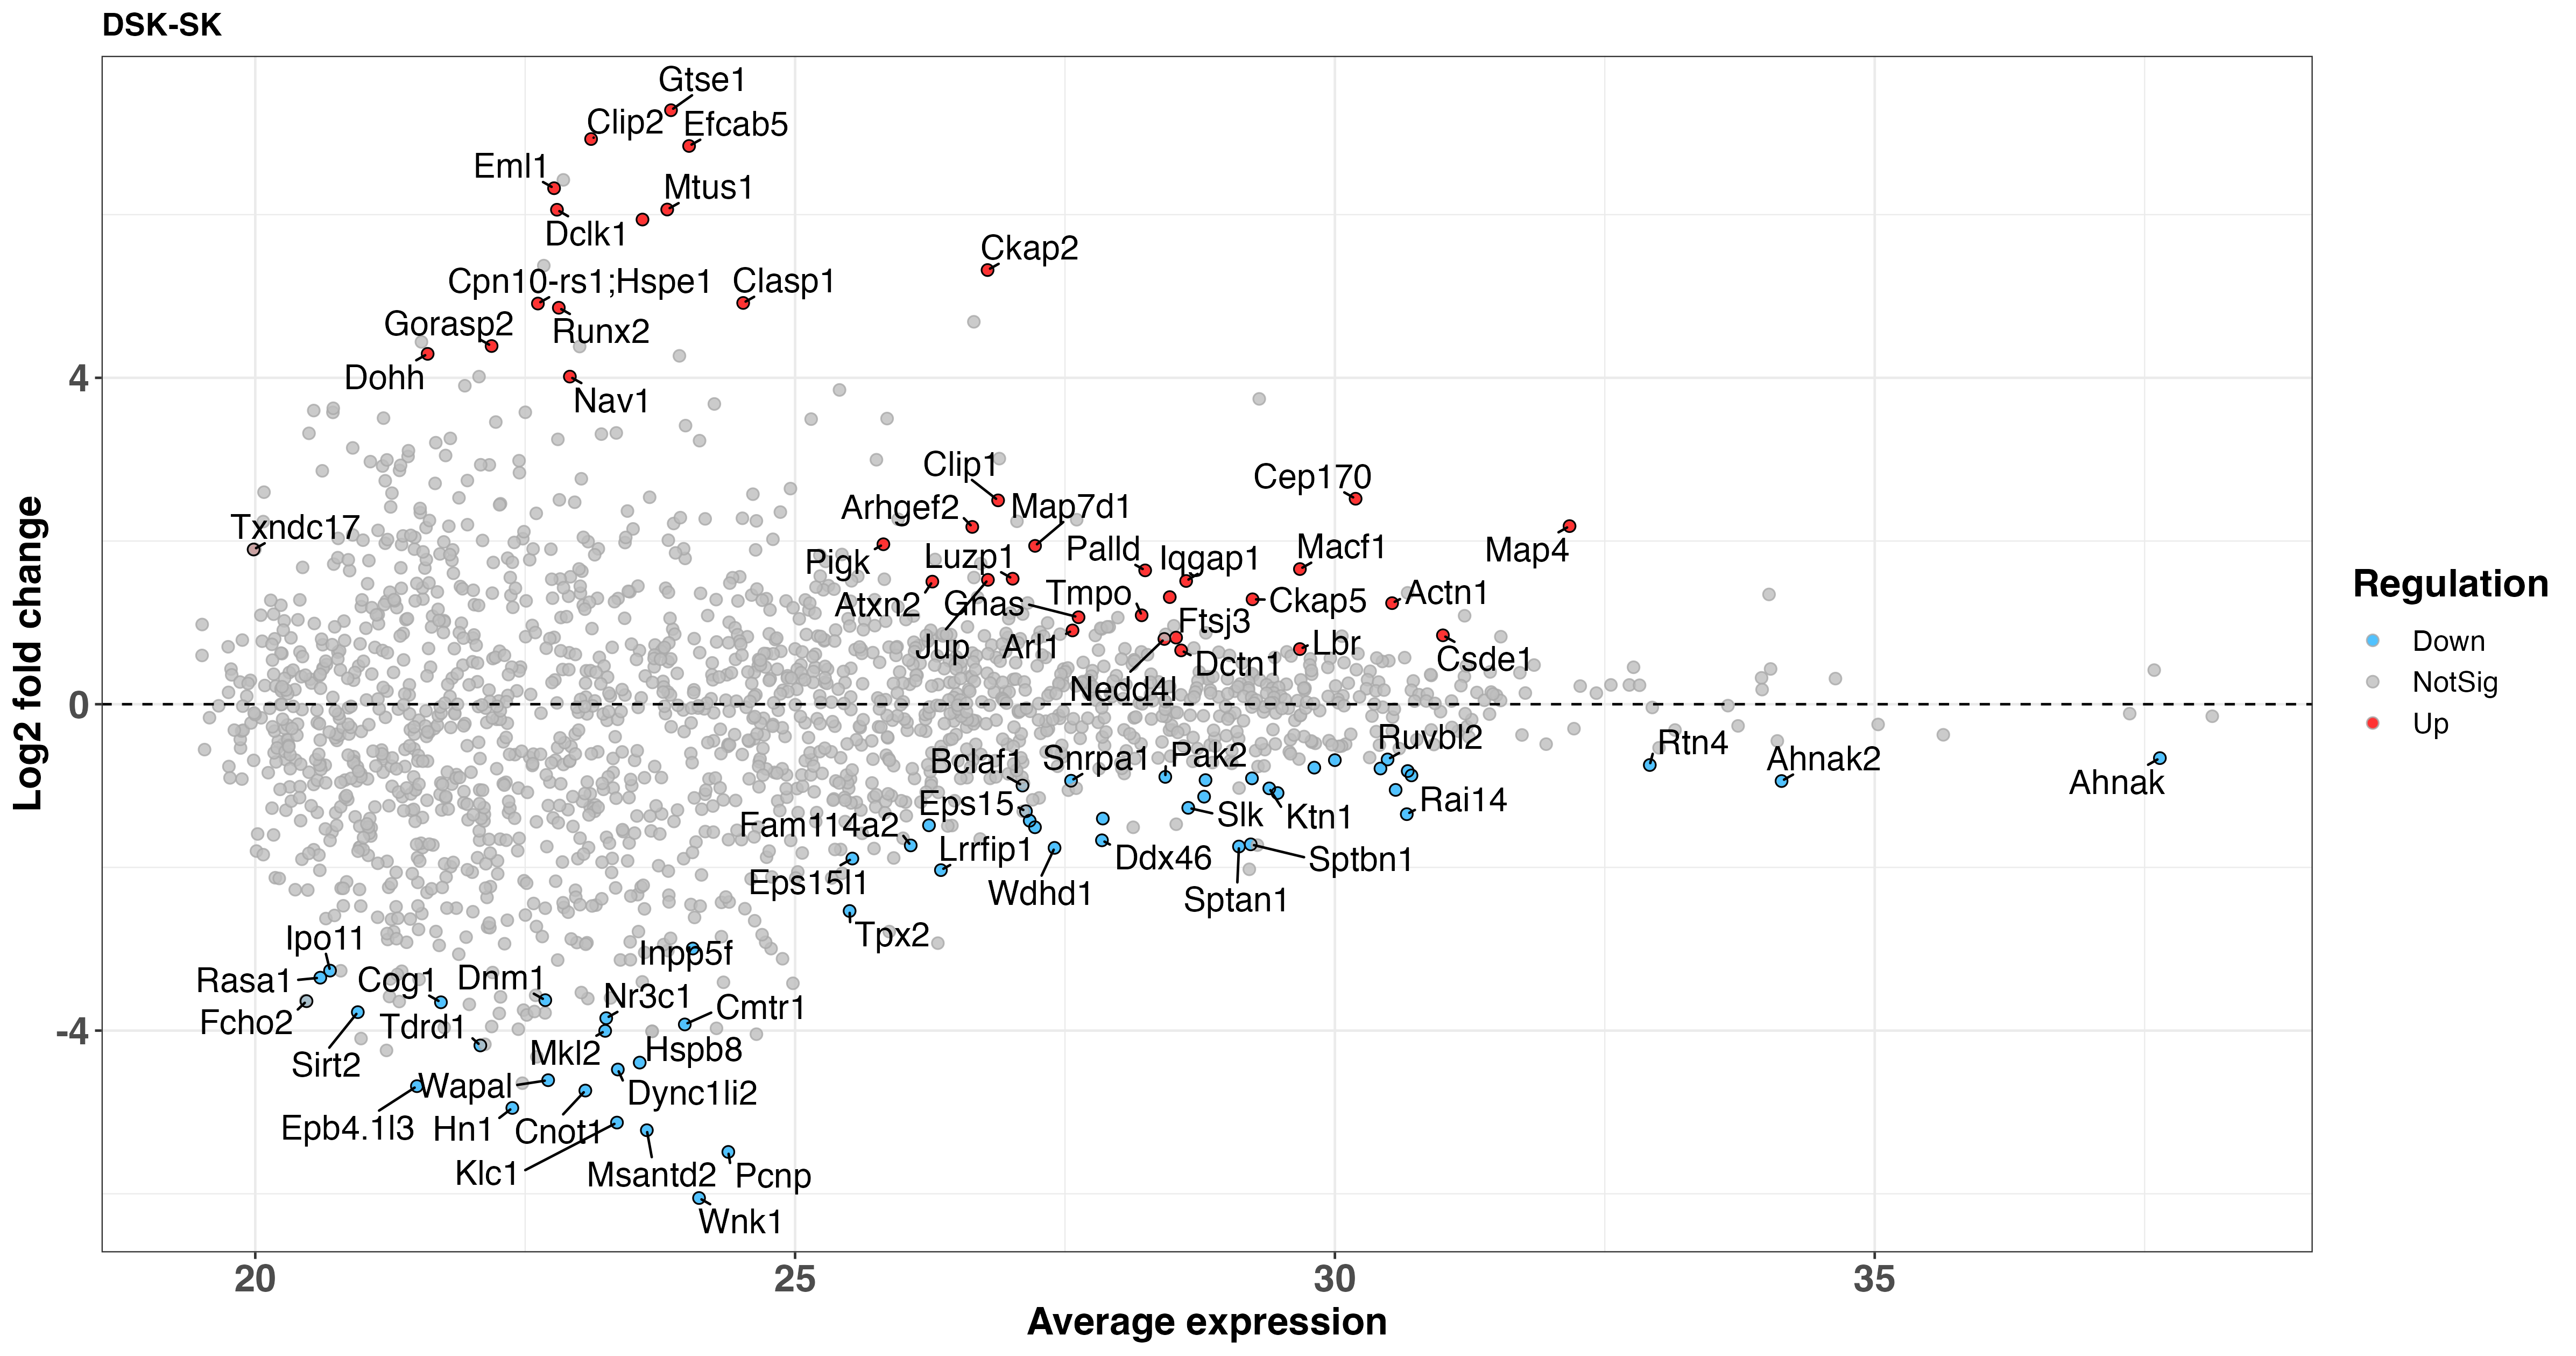 DSK-SK
Gtse1
Clip2
Efcab5
Eml1
Mtus1
Dclk1
Ckap2
Cpn10-rs1;Hspe1
Clasp1
Gorasp2
Runx2
Dohh
4
Nav1
Clip1
Cep170
Arhgef2
Map7d1
Txndc17
Pigk
Luzp1
Palld
Iqgap1
Macf1
Map4
Atxn2
Ghas
Tmpo
Ckap5
Actn1
Ftsj3
Jup
Arl1
Lbr
Dctn1
Csde1
Nedd4l
0
Log2 fold change
Regulation
Down
NotSig
Up
Ruvbl2
Rtn4
Bclaf1
Snrpa1
Pak2
Ahnak2
Ahnak
Eps15
Slk
Ktn1
Rai14
Fam114a2
Lrrfip1
Ddx46
Sptbn1
Eps15l1
Wdhd1
Sptan1
Tpx2
Ipo11
Inpp5f
Rasa1
Cog1
Dnm1
Nr3c1
Cmtr1
Fcho2
Tdrd1
-4
Sirt2
Mkl2
Hspb8
Wapal
Dync1li2
Epb4.1l3
Hn1
Cnot1
Klc1
Msantd2
Pcnp
Wnk1
20
25
30
35
Average expression